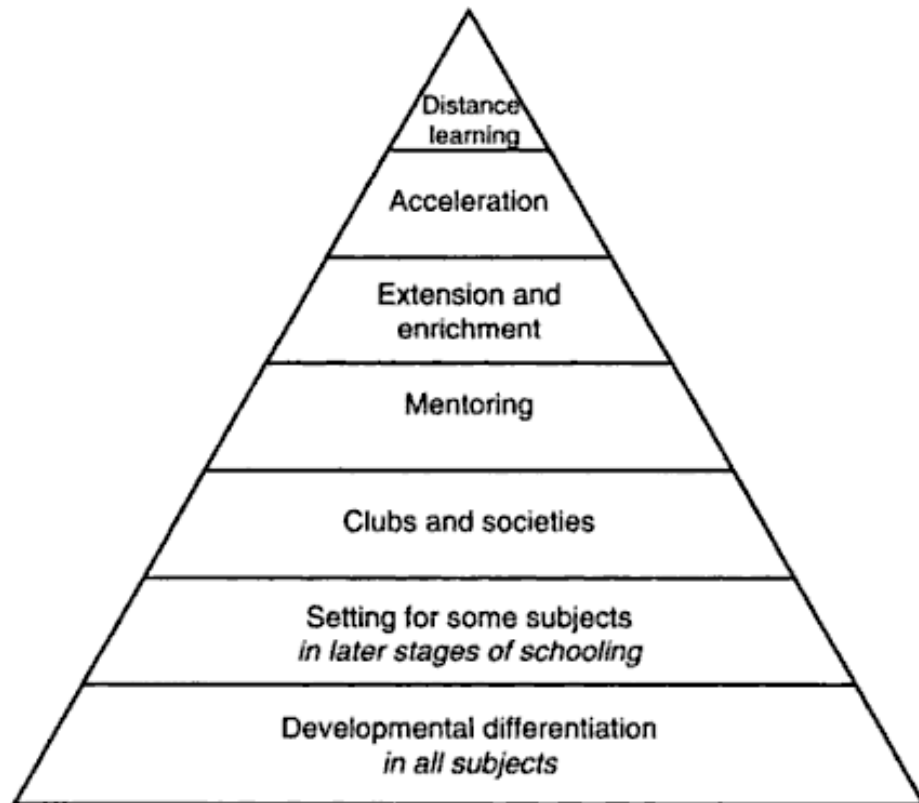 Distance
learning
Acceleration
Extension and
enrichment
Mentoring
Clubs and societies
Setting for some subjects
in later stages of schooling
Developmental differentiation
in all subjects